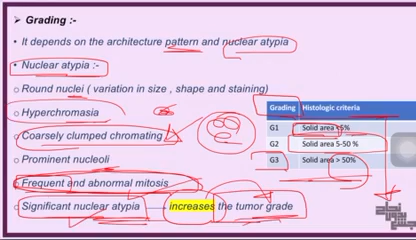 Grading :-
It depends on the architecture pattern and nuclear atypia
Nuclear atypia :-
Round nuclei ( variation in size , shape and staining)
Hyperchromasia
Coarsely clumped chromating
Prominent nucleoli
Frequent and abnormal mitosis
Significant nuclear atypia increases the tumor grade
Grading Histologic criteria
G1 Solid area <5%
G2 Solid area 5-50 %
G3 Solid area > 50%